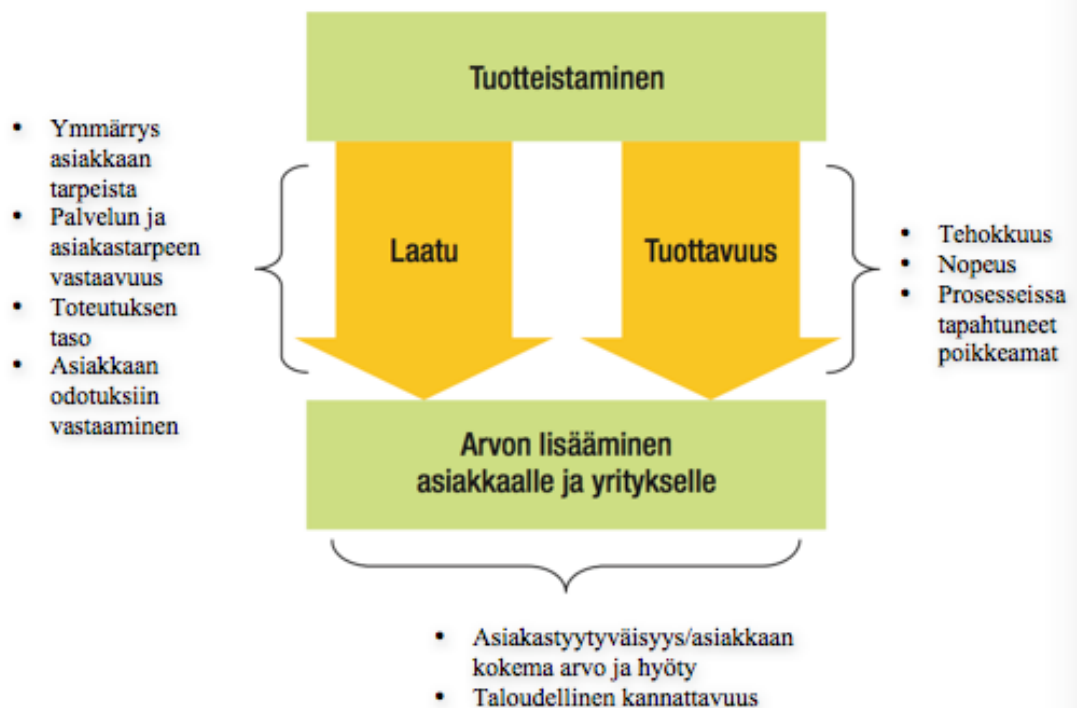 Tuotteistaminen
• Ymmärrys
asiakkaan
tarpeista
• Palvelun ja
asiakastarpeen
vastaavuus
• Toteutuksen
taso
• Asiakkaan
odotuksiin
vastaaminen
Laatu
Tuottavuus
• Tehokkuus
• Nopeus
• Prosesseissa
tapahtuneet
poikkeamat
Arvon lisääminen
asiakkaalle ja yritykselle
• Asiakastyytyväisyys/asiakkaan
kokema arvo ja hyöty
• Taloudellinen kannattavuus